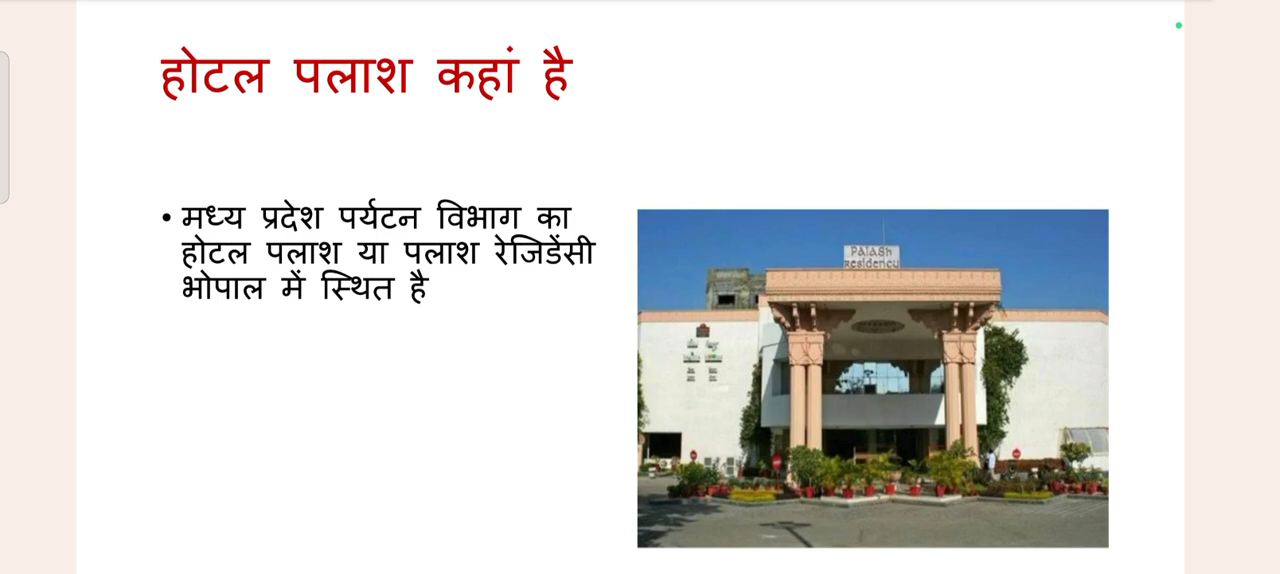 होटल पलाश कहां है
• मध्य प्रदेश पर्यटन विभाग का
होटल पलाश या पलाश रेजिडेंसी
भोपाल में स्थित है
PALASH
RESIDENCY